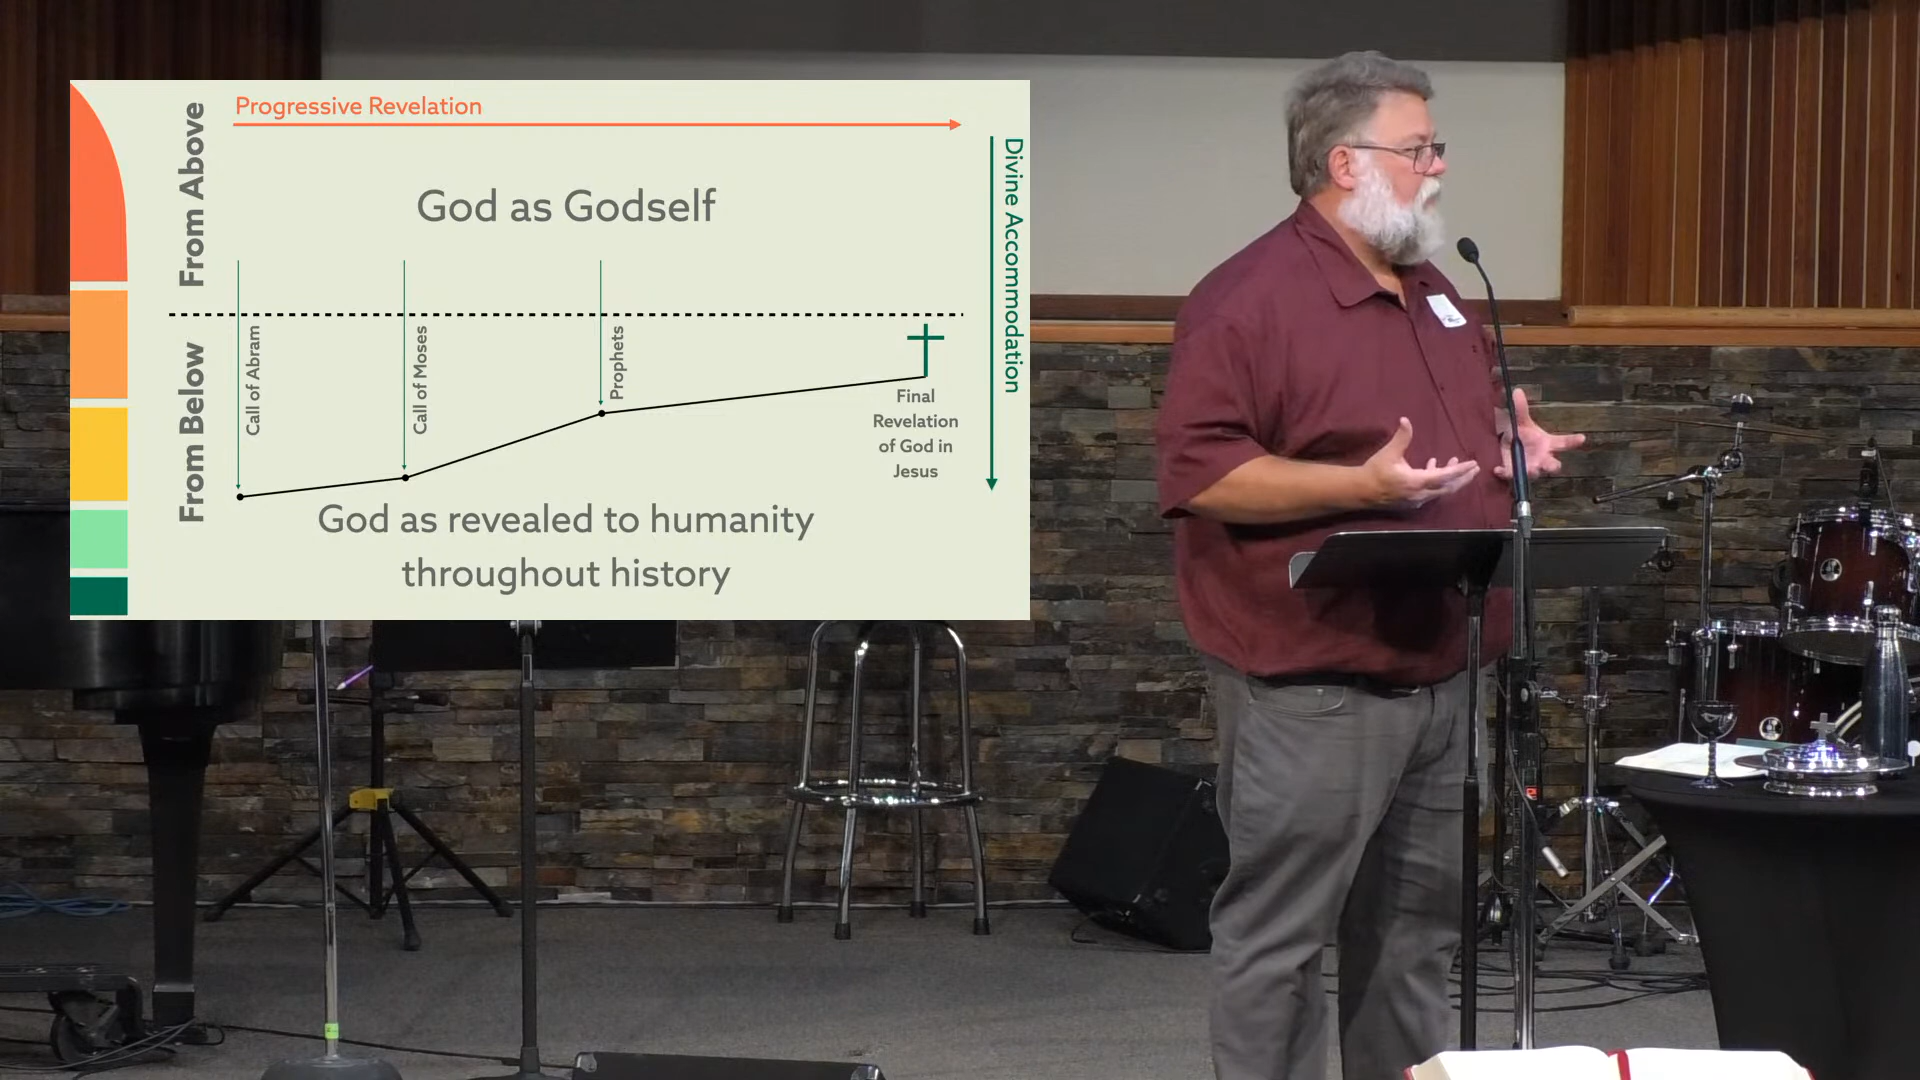 Progressive Revelation
From Above
God as Godself
Divine Accommodation
From Below
Call of Abram
Call of Moses
Prophets
Final
Revelation
of God in
Jesus
God as revealed to humanity
throughout history